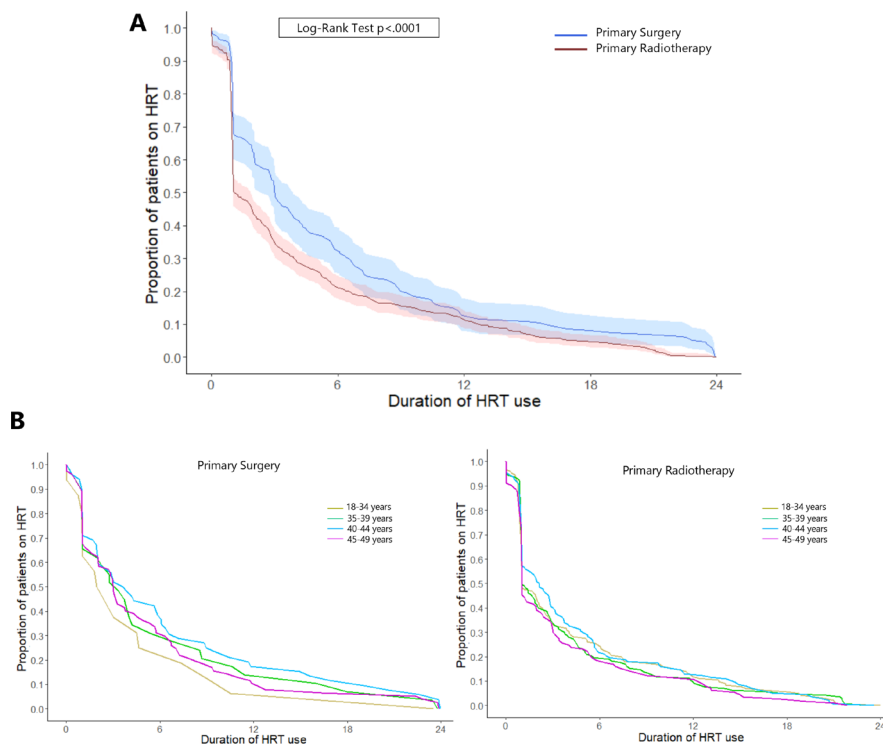 A
Log-Rank Test p<.0001
Primary Surgery
Primary Radiotherapy
Proportion of patients on HRT
1.0
0.9
0.8
0.7
0.6
0.5
0.4
0.3
0.2
0.1
0.0
0
6
12
18
24
Duration of HRT use
B
Primary Surgery
18-34 years
35-39 years
40-44 years
45-49 years
Proportion of patients on HRT
1.0
0.9
0.8
0.7
0.6
0.5
0.4
0.3
0.2
0.1
0.0
0
12
24
Duration of HRT use
Primary Radiotherapy
18-34 years
35-39 years
40-44 years
45-49 years
Proportion of patients on HRT
1.0
0.9
0.8
0.7
0.6
0.5
0.4
0.3
0.2
0.1
0.0
0
6
12
18
24
Duration of HRT use